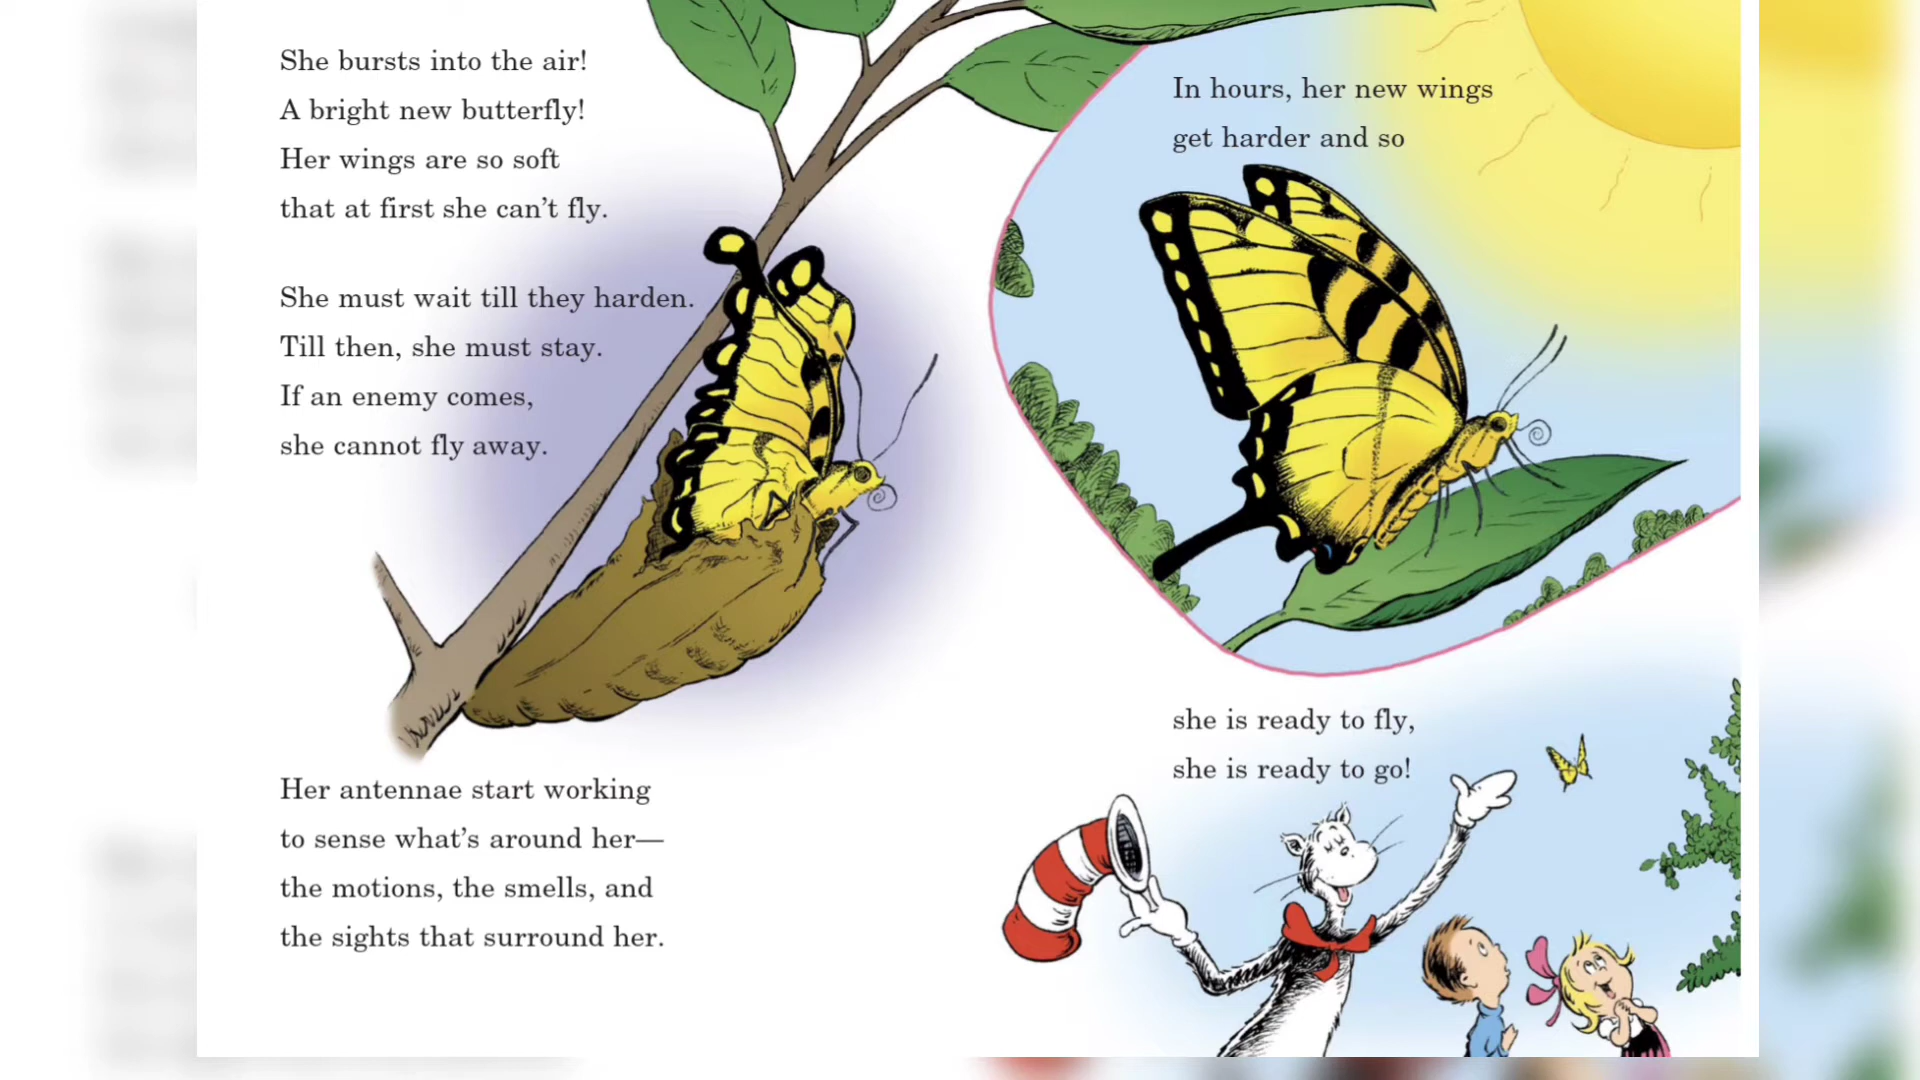 She bursts into the air!
A bright new butterfly!
Her wings are so soft
that at first she can't fly.
She must wait till they harden.
Till then, she must stay.
If an enemy comes,
she cannot fly away.
Her antennae start working
to sense what's around her—
the motions, the smells, and
the sights that surround her.
In hours, her new wings
get harder and so
she is ready to fly,
she is ready to go!